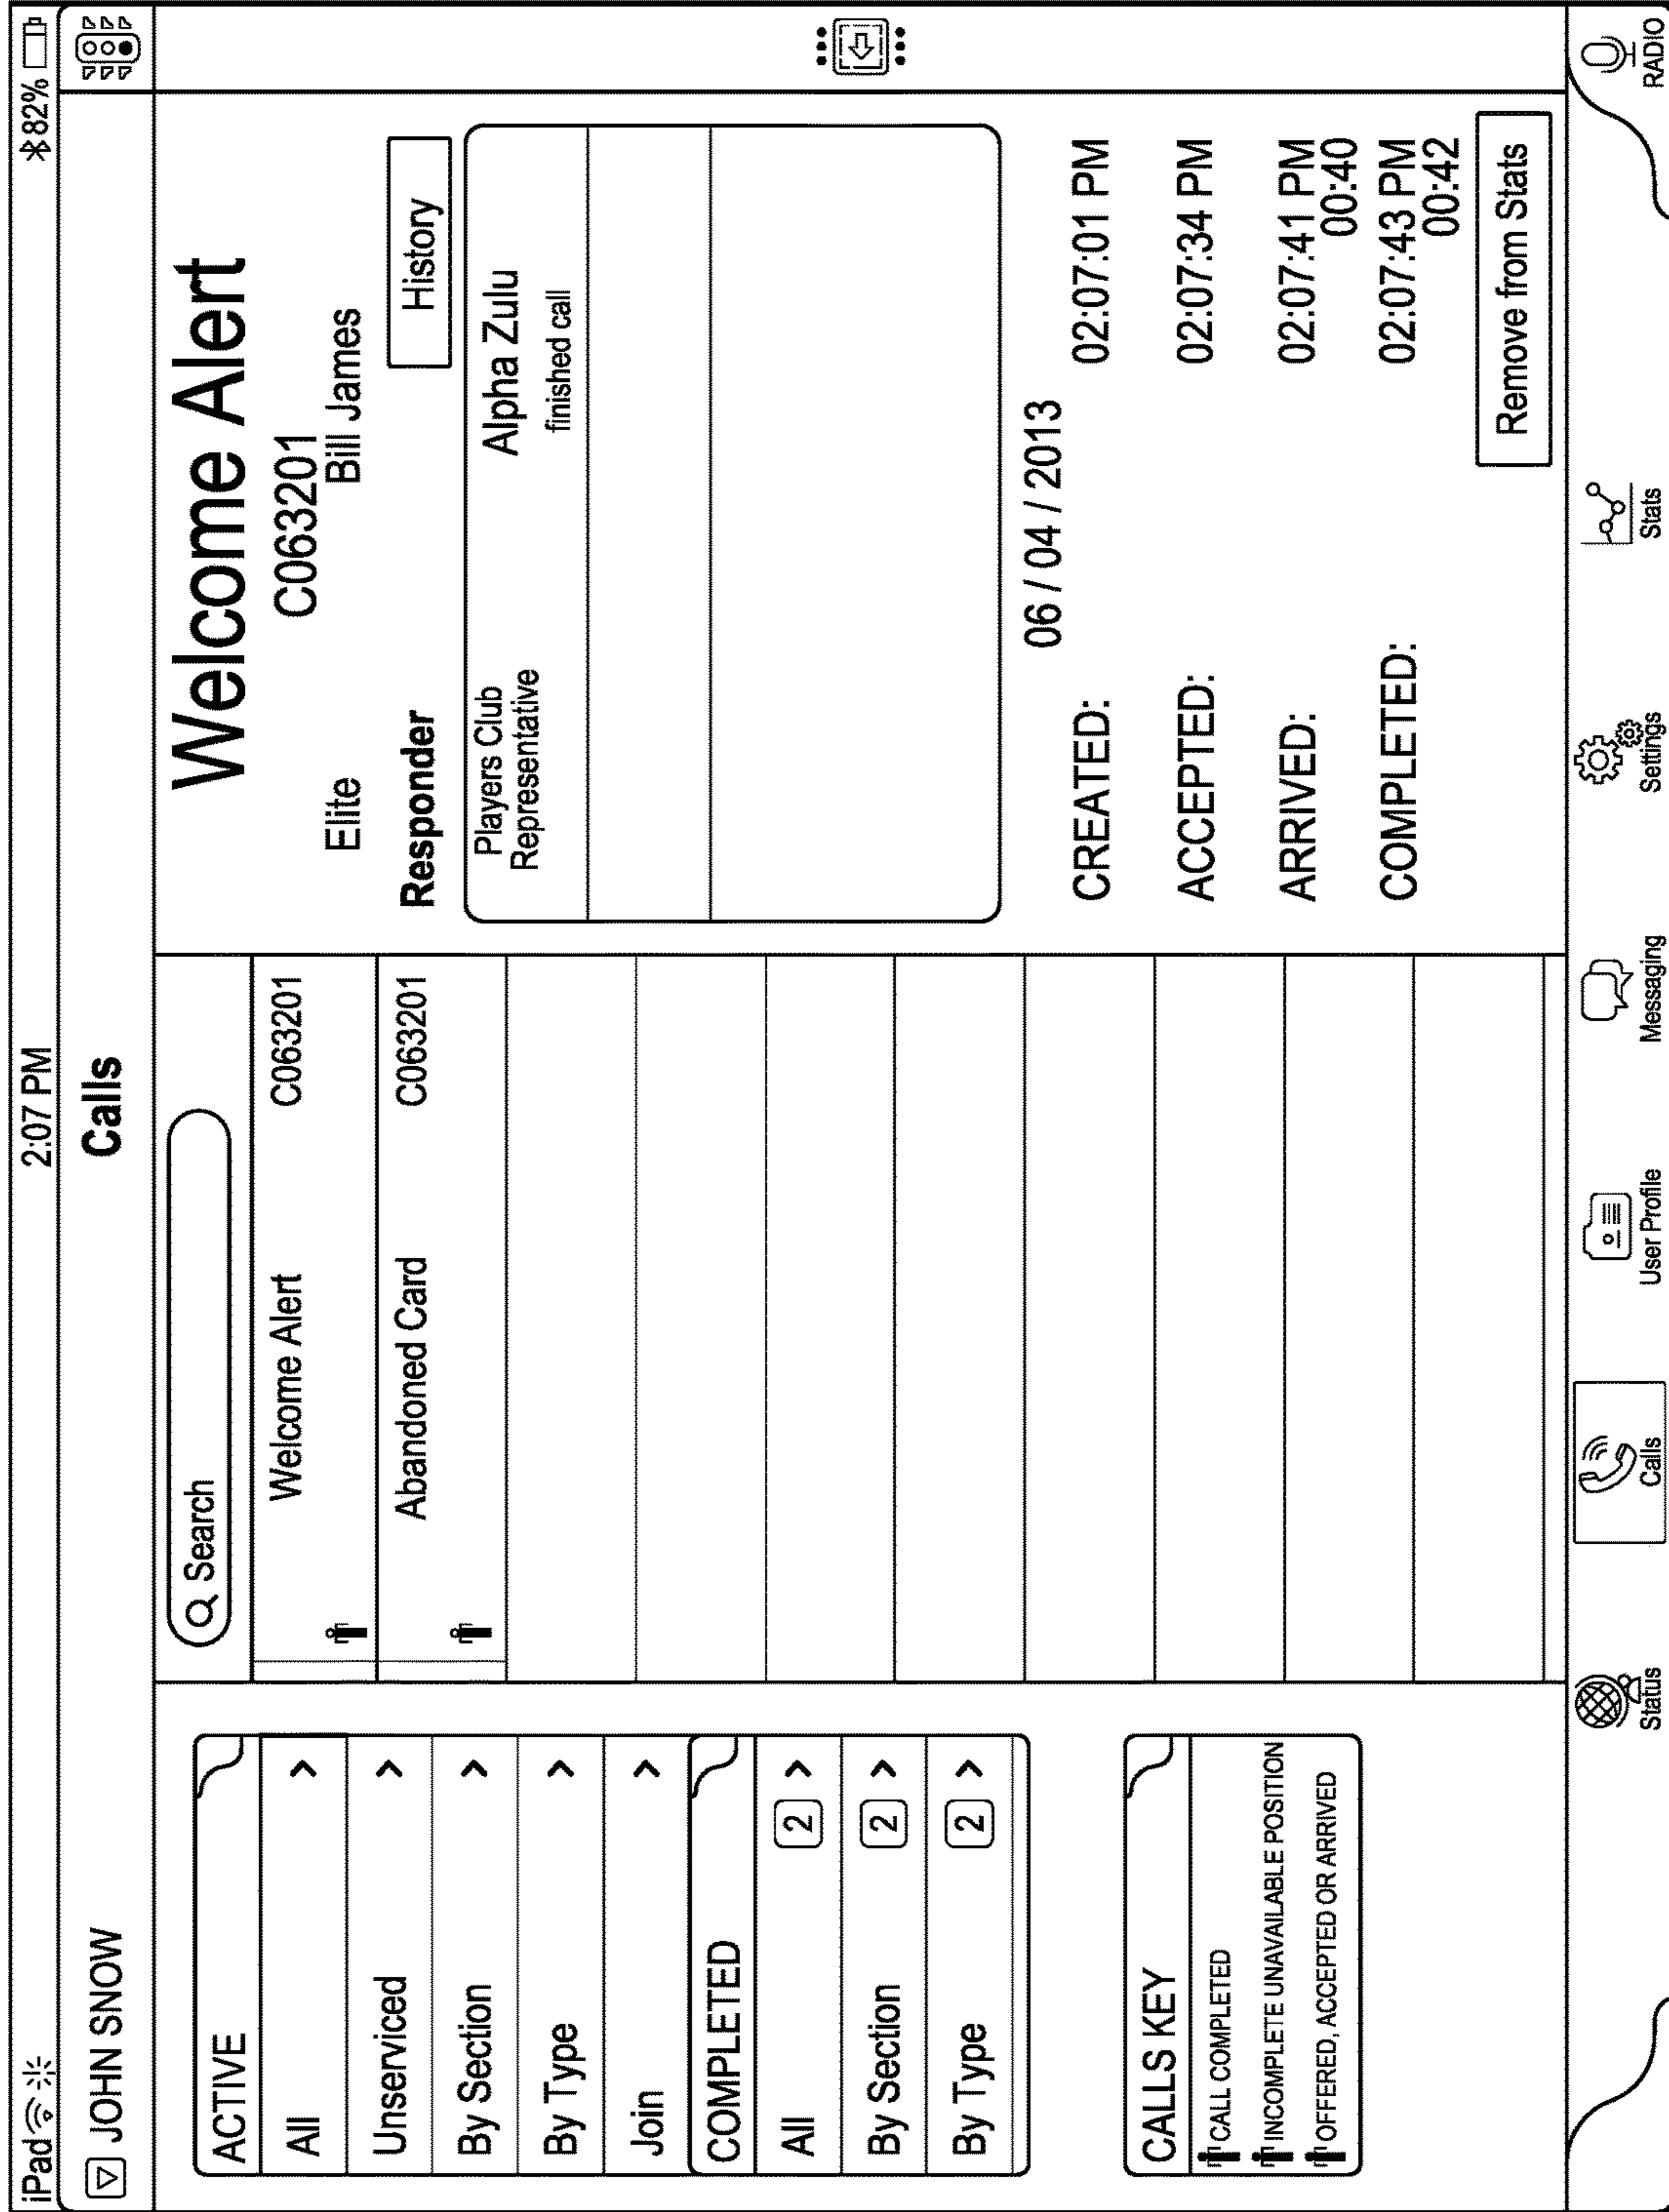 iPad
2:07 PM
82%
JOHN SNOW
Calls
ACTIVE
All
Unserviced
By Section
By Type
Join
COMPLETED
All 2
By Section 2
By Type 2
CALLS KEY
CALL COMPLETED
INCOMPLETE UNAVAILABLE POSITION
OFFERED, ACCEPTED OR ARRIVED
Search
Welcome Alert C063201
Abandoned Card C063201
Welcome Alert
C063201
Elite Bill James
Responder History
Players Club Alpha Zulu
Representative
finished call
06 / 04 / 2013
CREATED: 02:07:01 PM
ACCEPTED: 02:07:34 PM
ARRIVED: 02:07:41 PM
00:40
COMPLETED: 02:07:43 PM
00:42
Remove from Stats
Status
Calls
User Profile
Messaging
Settings
Stats
RADIO